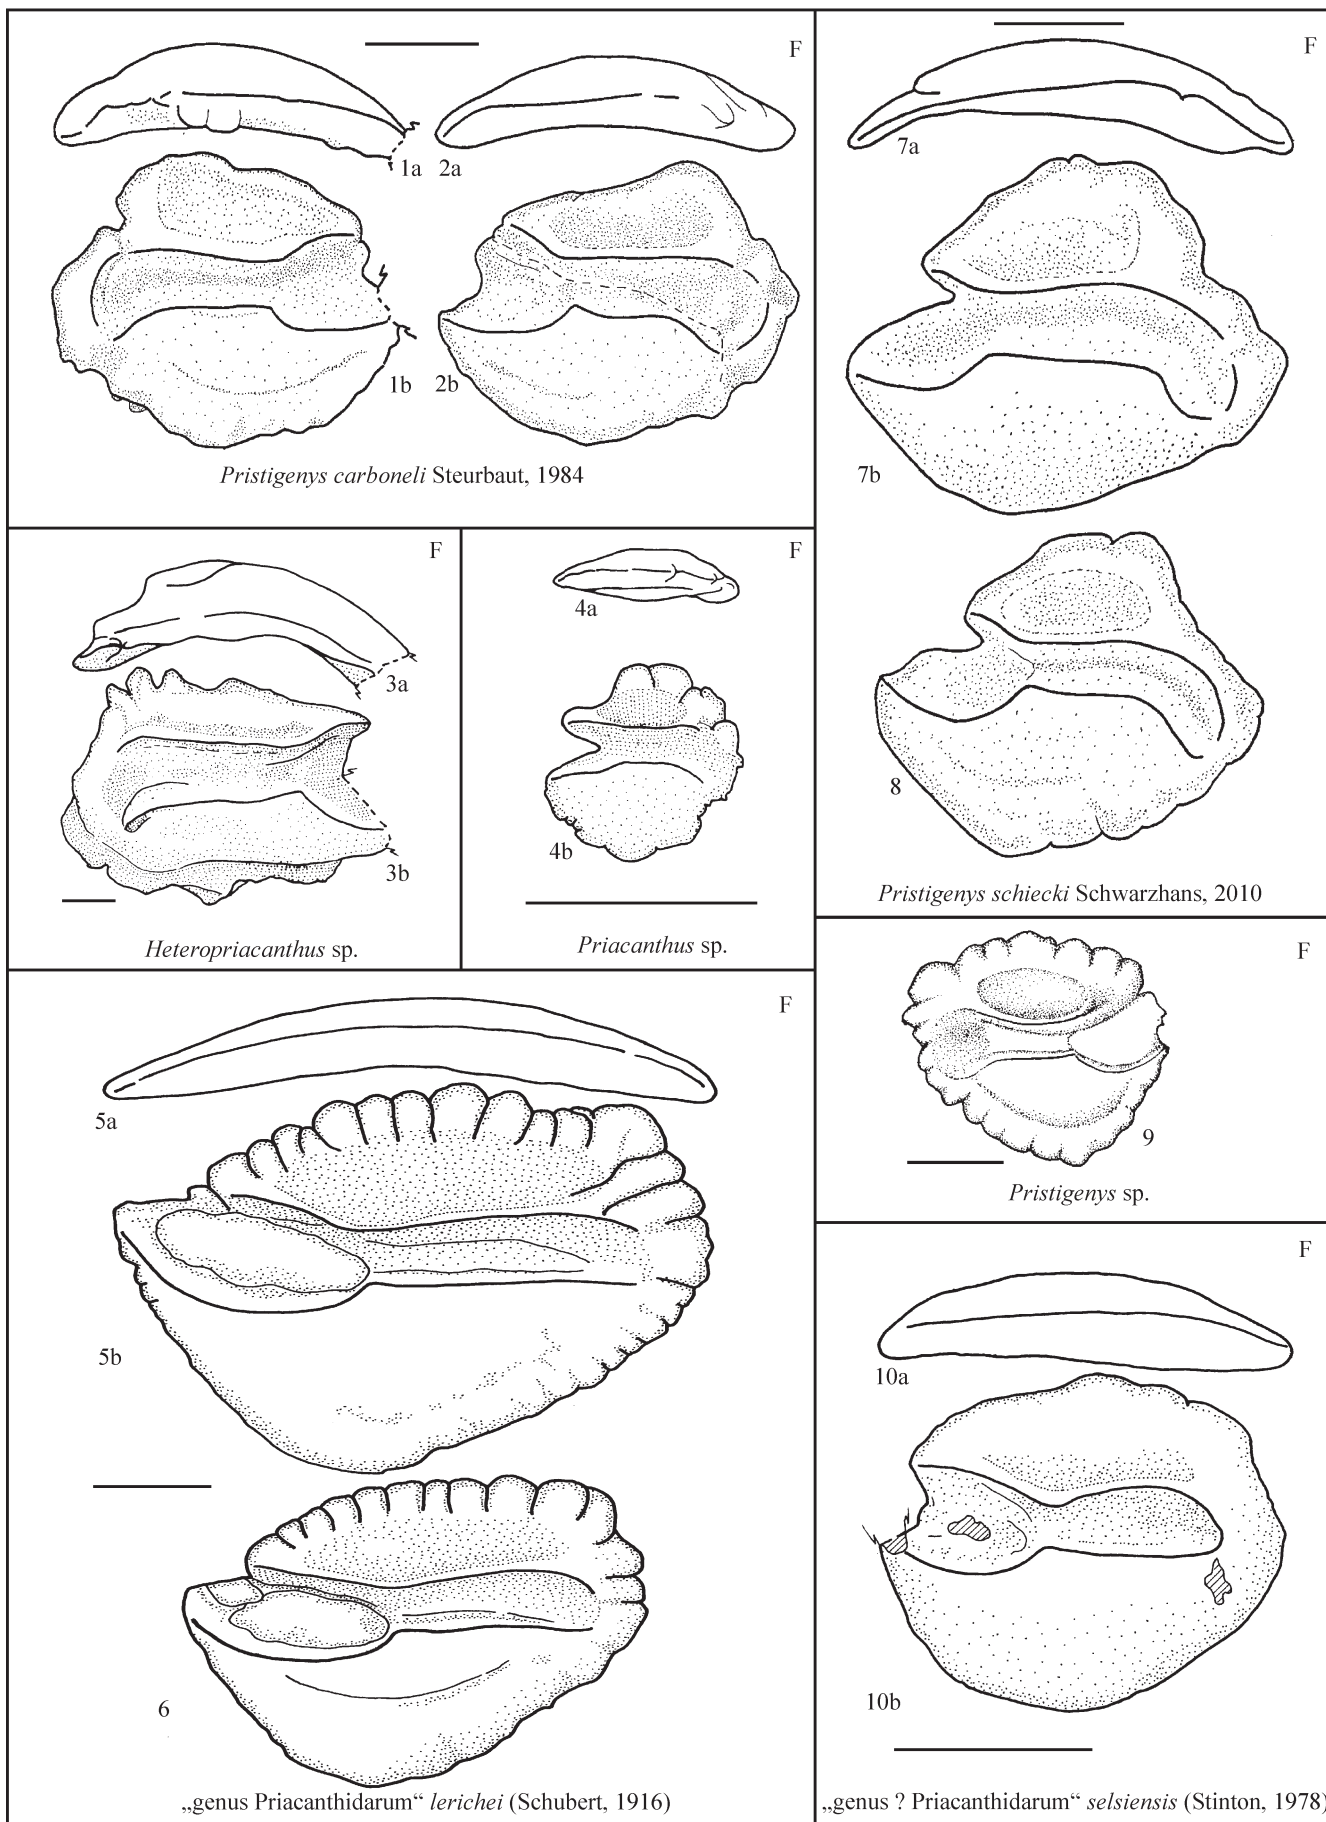 F
1a 2a
1b 2b
Pristigenys carboneli Steurbaut, 1984
F
7a
7b
8
Pristigenys schiecki Schwarzhans, 2010
F
3a
3b
Heteropriacanthus sp.
F
4a
4b
Priacanthus sp.
F
9
Pristigenys sp.
F
5a
5b
6
„genus Priacanthidarum“ lerichei (Schubert, 1916)
F
10a
10b
„genus ? Priacanthidarum“ selsiensis (Stinton, 1978)